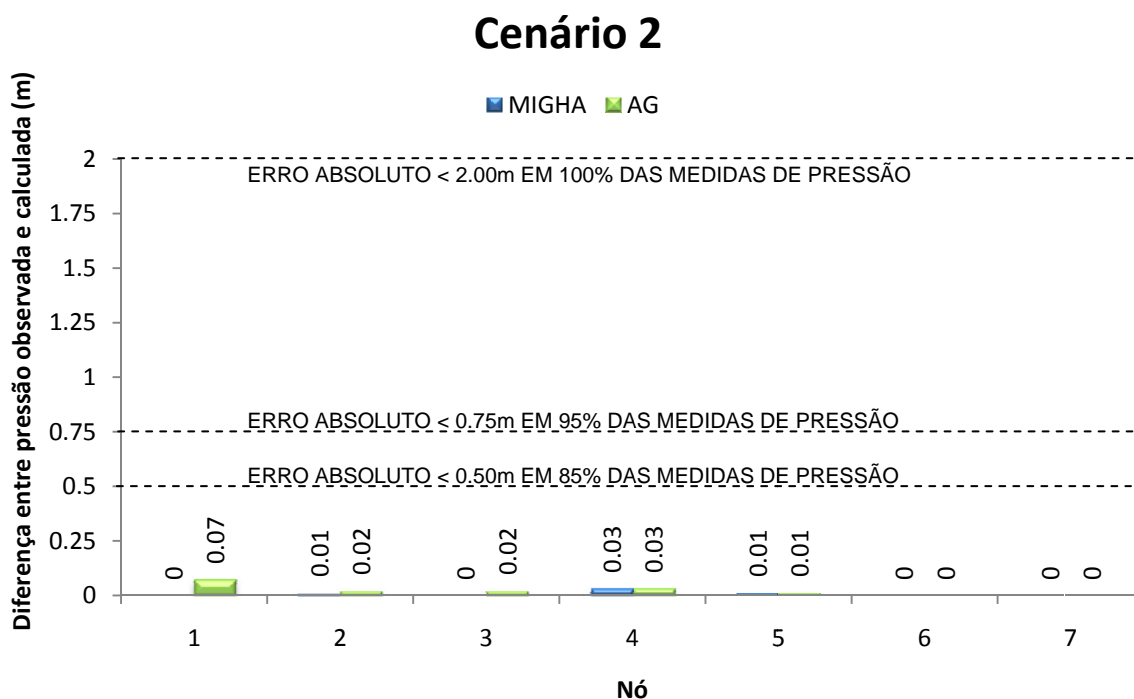 Cenário 2
MIGHA AG
Diferença entre pressão observada e calculada (m)
2
ERRO ABSOLUTO < 2.00m EM 100% DAS MEDIDAS DE PRESSÃO
1.75
1.5
1.25
1
ERRO ABSOLUTO < 0.75m EM 95% DAS MEDIDAS DE PRESSÃO
0.75
ERRO ABSOLUTO < 0.50m EM 85% DAS MEDIDAS DE PRESSÃO
0.5
0.25
0
0 0.07 0.01 0.02 0 0.02 0.03 0.03 0.01 0.01 0 0 0 0
1 2 3 4 5 6 7
Nó